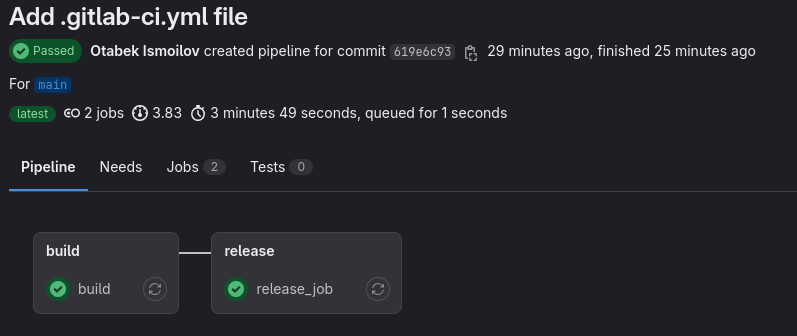 Add .gitlab-ci.yml file
Passed Otabek Ismoilov created pipeline for commit 619e6c93 29 minutes ago, finished 25 minutes ago
For main
latest 2 jobs 3.83 3 minutes 49 seconds, queued for 1 seconds
Pipeline Needs Jobs 2 Tests 0
build release
build release_job